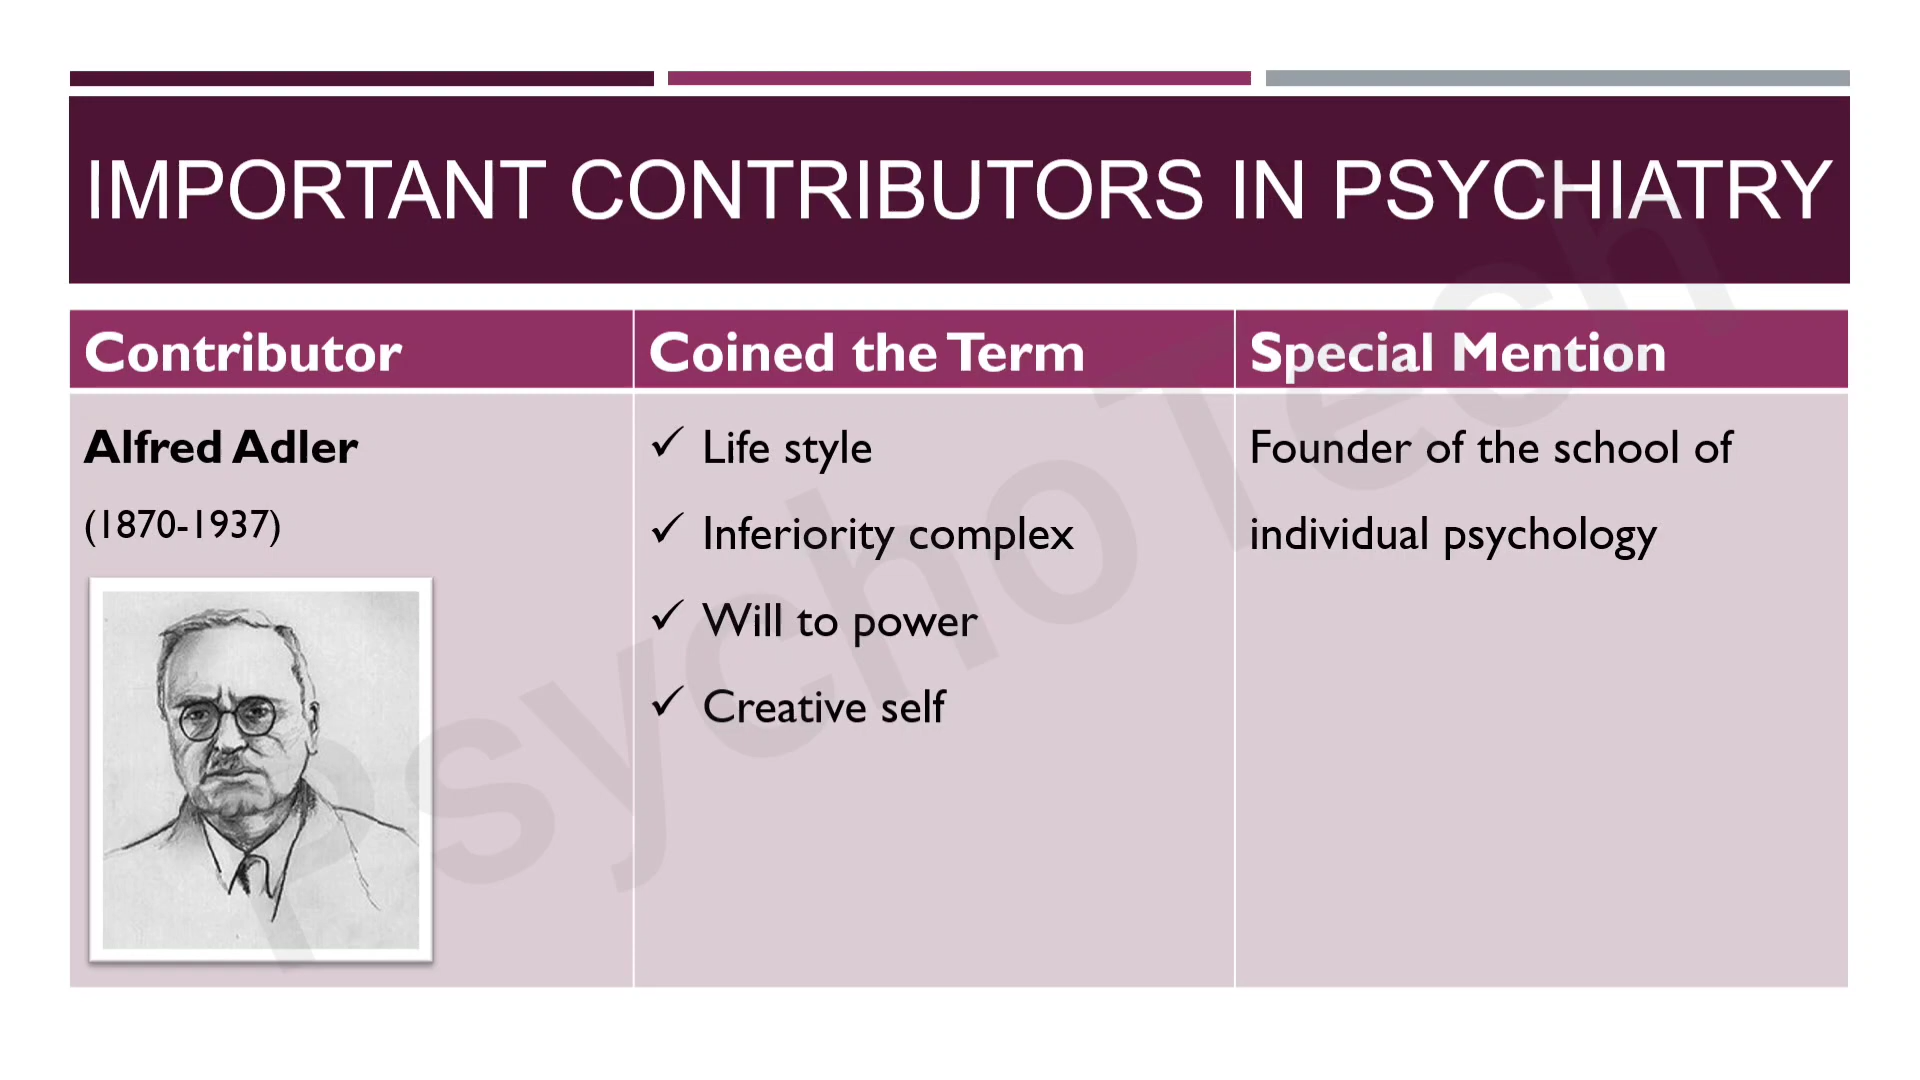 IMPORTANT CONTRIBUTORS IN PSYCHIATRY
Contributor
Coined the Term
Special Mention
Alfred Adler
(1870-1937)
✓ Life style
✓ Inferiority complex
✓ Will to power
✓ Creative self
Founder of the school of
individual psychology
PsychoTech